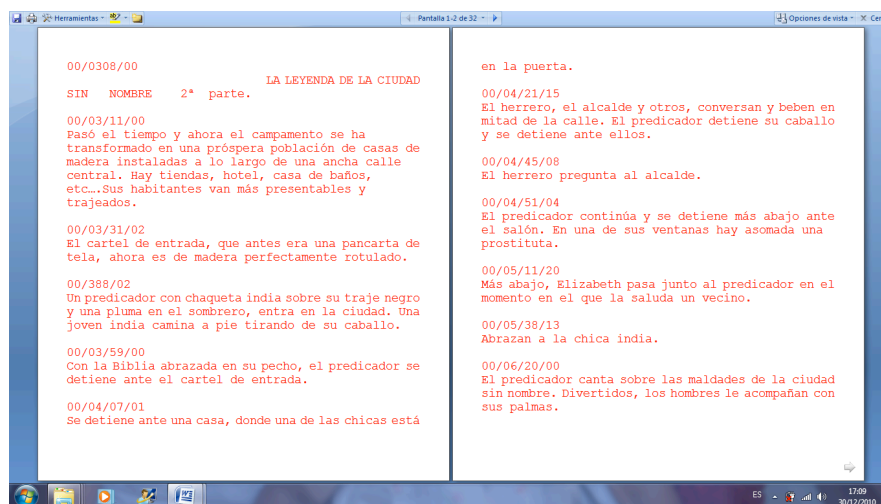 Herramientas
Pantalla 1-2 de 32
Opciones de vista
X Cer
00/0308/00
LA LEYENDA DE LA CIUDAD
SIN NOMBRE 2ª parte.
00/03/11/00
Pasó el tiempo y ahora el campamento se ha
transformado en una próspera población de casas de
madera instaladas a lo largo de una ancha calle
central. Hay tiendas, hotel, casa de baños,
etc….Sus habitantes van más presentables y
trajeados.
00/03/31/02
El cartel de entrada, que antes era una pancarta de
tela, ahora es de madera perfectamente rotulado.
00/388/02
Un predicador con chaqueta india sobre su traje negro
y una pluma en el sombrero, entra en la ciudad. Una
joven india camina a pie tirando de su caballo.
00/03/59/00
Con la Biblia abrazada en su pecho, el predicador se
detiene ante el cartel de entrada.
00/04/07/01
Se detiene ante una casa, donde una de las chicas está
en la puerta.
00/04/21/15
El herrero, el alcalde y otros, conversan y beben en
mitad de la calle. El predicador detiene su caballo
y se detiene ante ellos.
00/04/45/08
El herrero pregunta al alcalde.
00/04/51/04
El predicador continúa y se detiene más abajo ante
el salón. En una de sus ventanas hay asomada una
prostituta.
00/05/11/20
Más abajo, Elizabeth pasa junto al predicador en el
momento en el que la saluda un vecino.
00/05/38/13
Abrazan a la chica india.
00/06/20/00
El predicador canta sobre las maldades de la ciudad
sin nombre. Divertidos, los hombres le acompañan con
sus palmas.
ES
17:09
30/12/2010